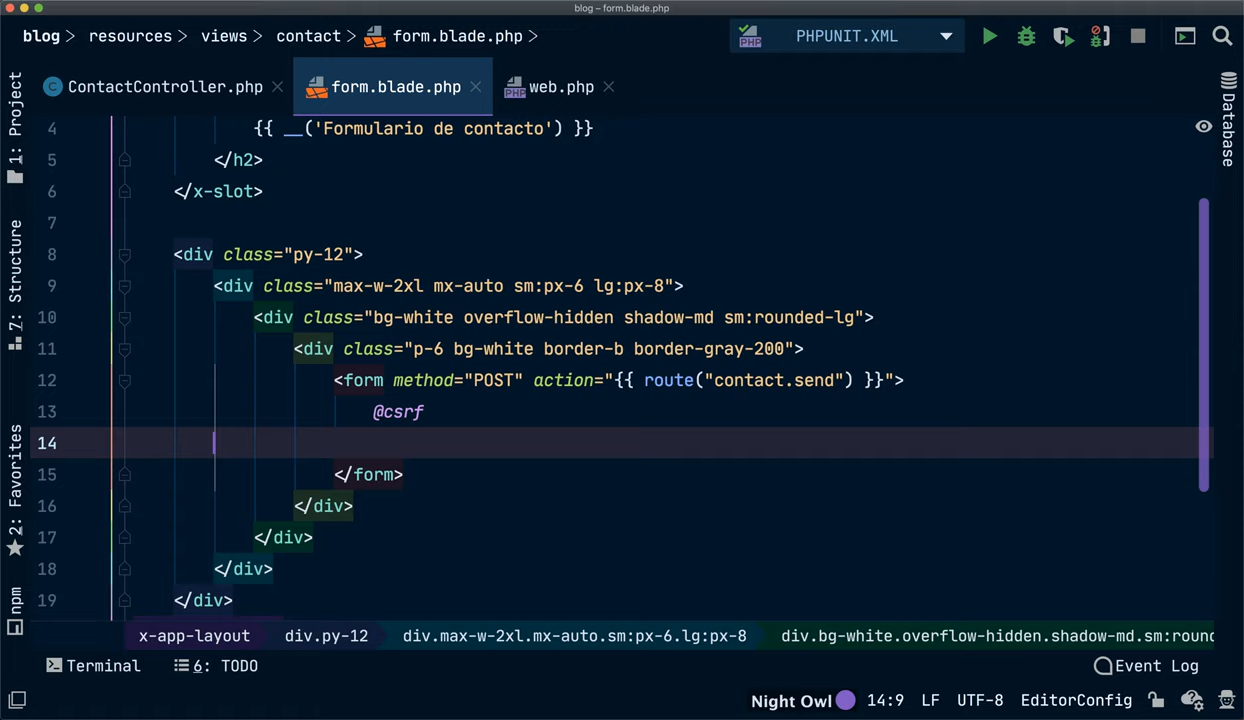 blog – form.blade.php
blog > resources > views > contact > form.blade.php >
PHP PHPUNIT.XML
C ContactController.php form.blade.php PHP web.php
1: Project
7: Structure
2: Favorites
npm
Database
4 {{ __('Formulario de contacto') }}
5 </h2>
6 </x-slot>
7
8 <div class="py-12">
9 <div class="max-w-2xl mx-auto sm:px-6 lg:px-8">
10 <div class="bg-white overflow-hidden shadow-md sm:rounded-lg">
11 <div class="p-6 bg-white border-b border-gray-200">
12 <form method="POST" action="{{ route("contact.send") }}">
13 @csrf
14
15 </form>
16 </div>
17 </div>
18 </div>
19 </div>
x-app-layout div.py-12 div.max-w-2xl.mx-auto.sm:px-6.lg:px-8 div.bg-white.overflow-hidden.shadow-md.sm:round
Terminal 6: TODO Event Log
Night Owl 14:9 LF UTF-8 EditorConfig